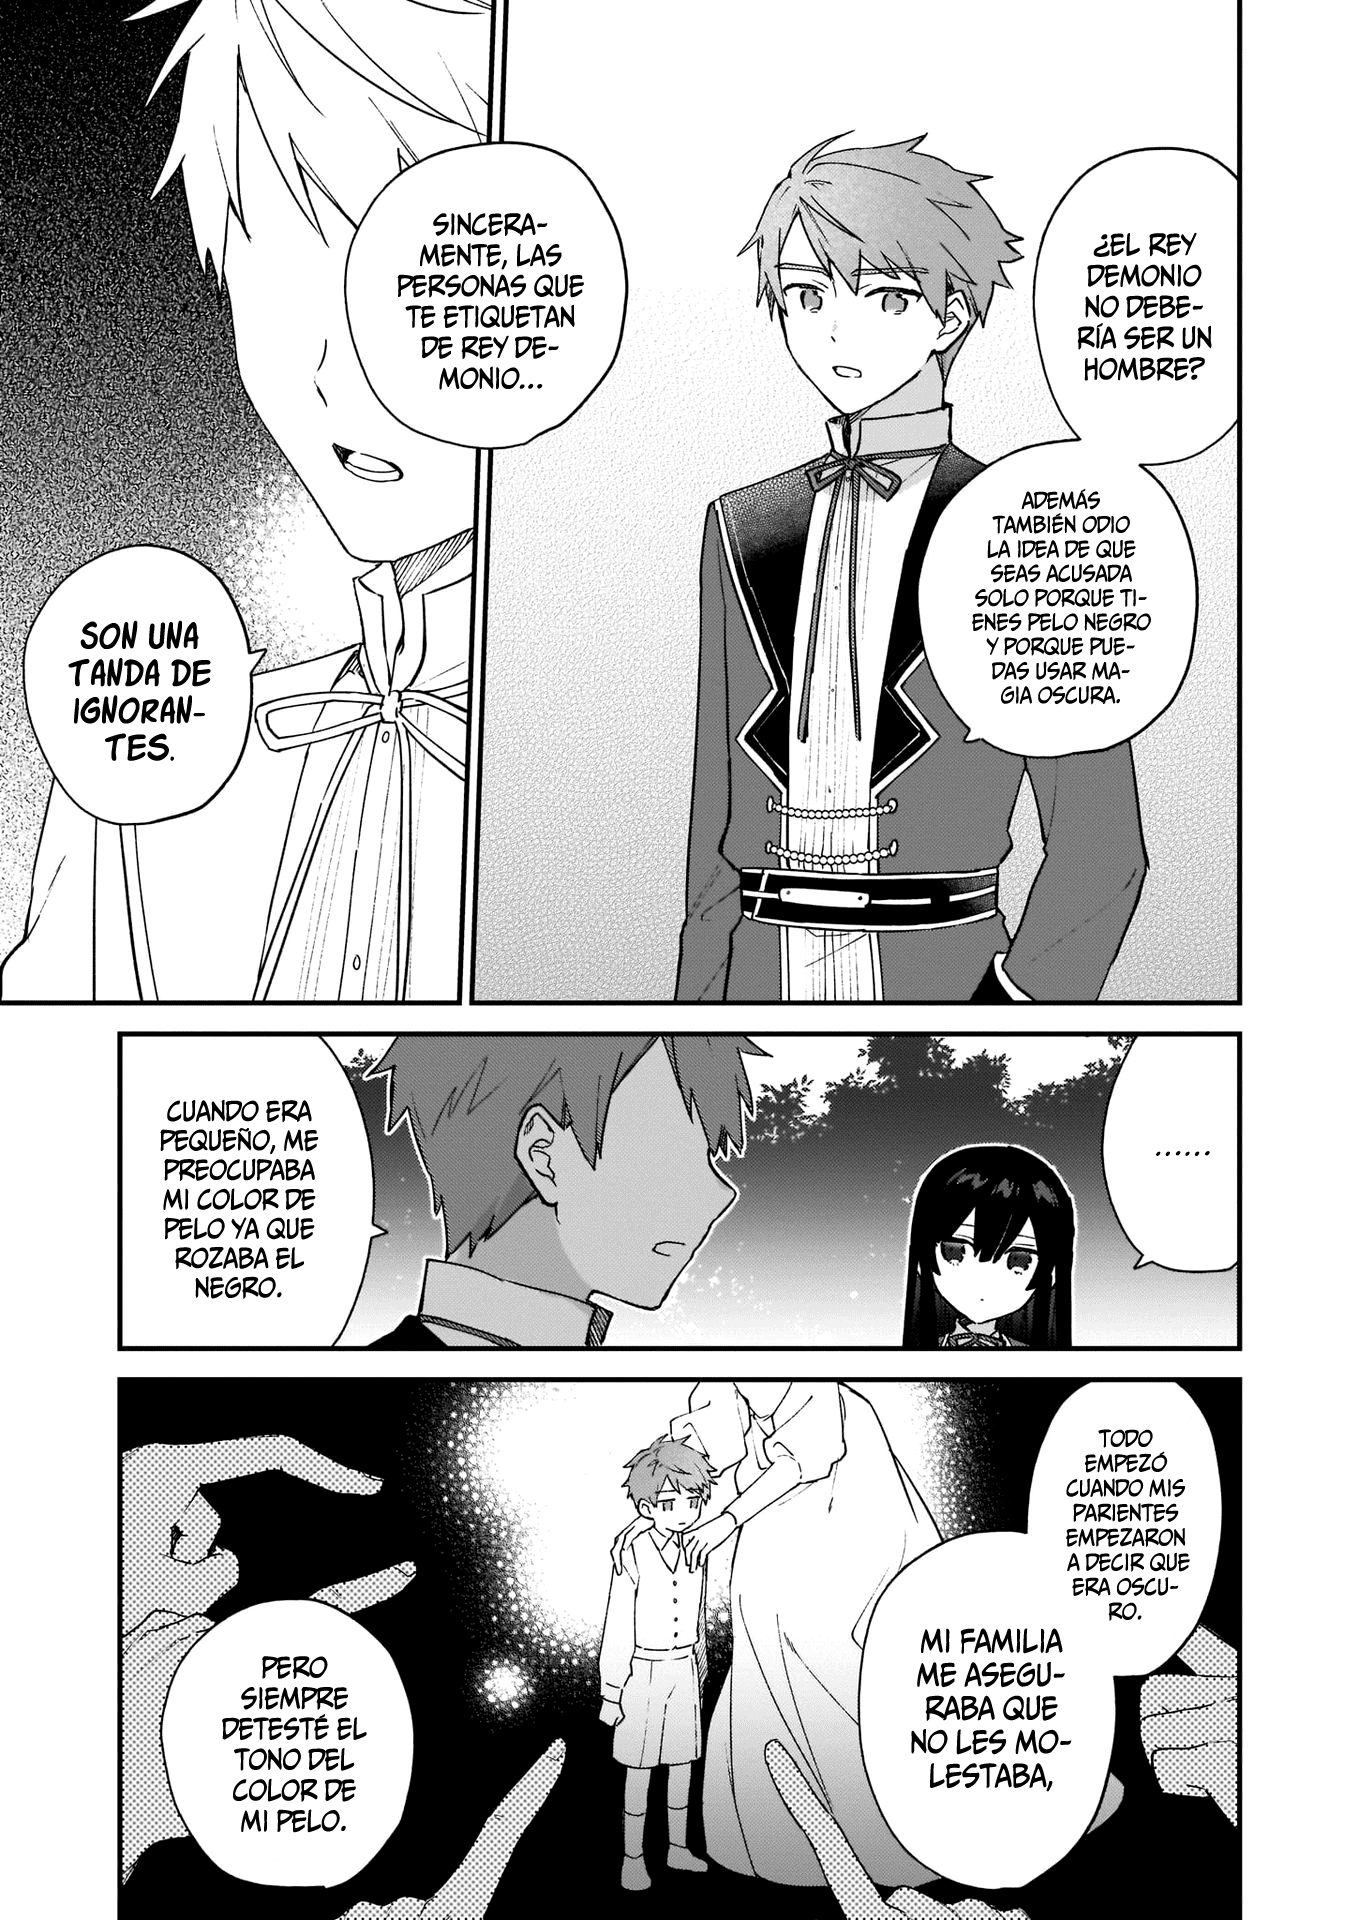 ¿EL REY
DEMONIO
NO DEBE-
RÍA SER UN
HOMBRE?
ADEMÁS
TAMBIÉN ODIO
LA IDEA DE QUE
SEAS ACUSADA
SOLO PORQUE TI-
ENES PELO NEGRO
Y PORQUE PUE-
DAS USAR MA-
GIA OSCURA.
SINCERA-
MENTE, LAS
PERSONAS QUE
TE ETIQUETAN
DE REY DE-
MONIO...
SON UNA
TANDA DE
IGNORAN-
TES.
......
CUANDO ERA
PEQUEÑO, ME
PREOCUPABA
MI COLOR DE
PELO YA QUE
ROZABA EL
NEGRO.
TODO
EMPEZÓ
CUANDO MIS
PARIENTES
EMPEZARON
A DECIR QUE
ERA OSCU-
RO.
MI FAMILIA
ME ASEGU-
RABA QUE
NO LES MO-
LESTABA,
PERO
SIEMPRE
DETESTÉ EL
TONO DEL
COLOR DE
MI PELO.